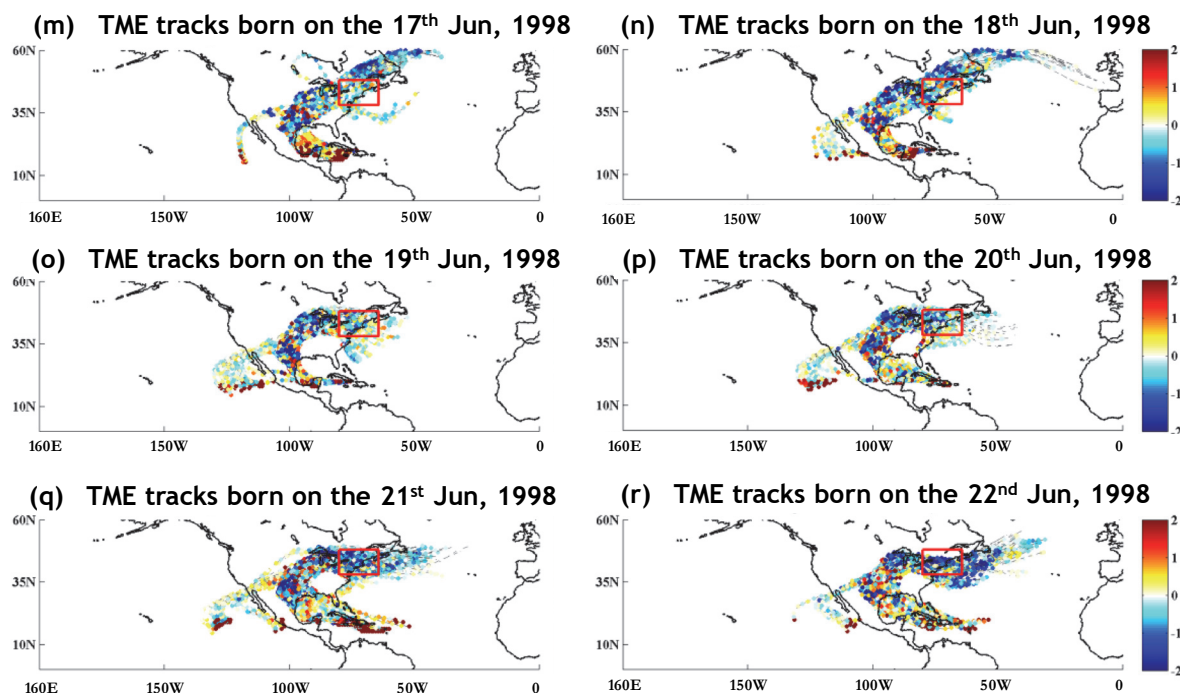 (m) TME tracks born on the 17th Jun, 1998
(n) TME tracks born on the 18th Jun, 1998
60N
35N
10N
160E 150W 100W 50W 0
60N
35N
10N
160E 150W 100W 50W 0
2
1
0
-1
-2
(o) TME tracks born on the 19th Jun, 1998
(p) TME tracks born on the 20th Jun, 1998
60N
35N
10N
160E 150W 100W 50W 0
60N
35N
10N
160E 150W 100W 50W 0
2
1
0
-1
-2
(q) TME tracks born on the 21st Jun, 1998
(r) TME tracks born on the 22nd Jun, 1998
60N
35N
10N
160E 150W 100W 50W 0
60N
35N
10N
160E 150W 100W 50W 0
2
1
0
-1
-2